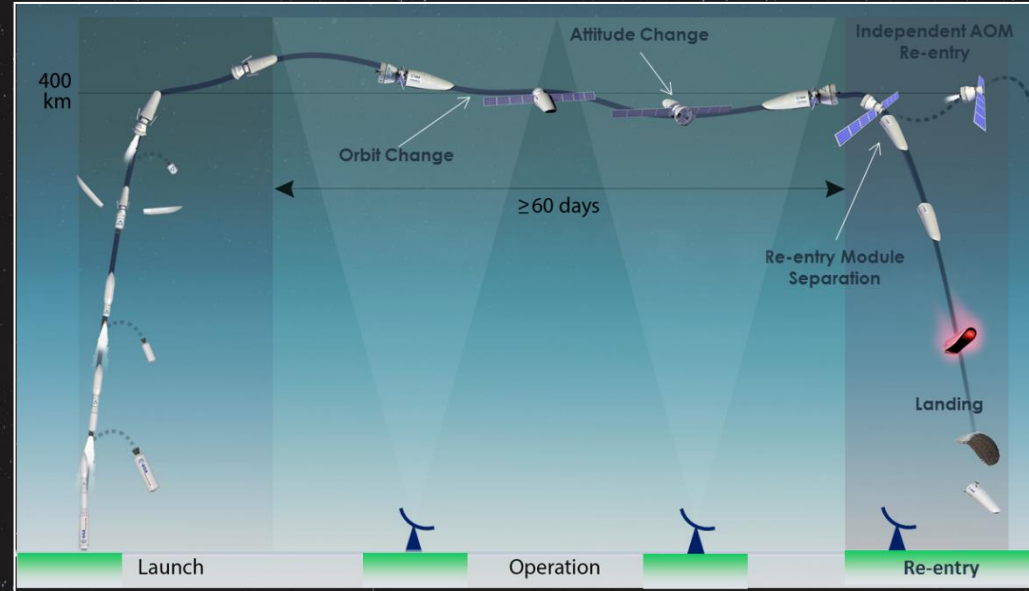 Attitude Change
Independent AOM
Re-entry
400
km
Orbit Change
≥60 days
Re-entry Module
Separation
Landing
Launch
Operation
Re-entry